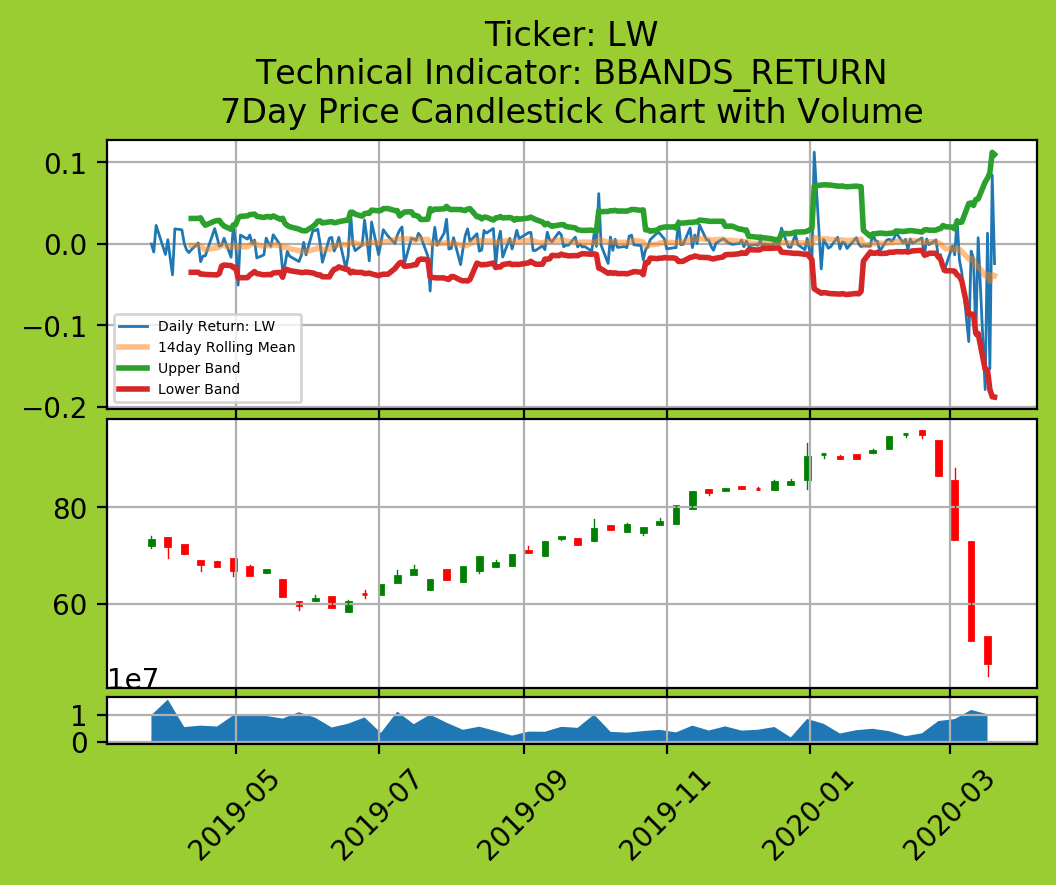 Ticker: LW
Technical Indicator: BBANDS_RETURN
7Day Price Candlestick Chart with Volume
0.1
0.0
−0.1
−0.2
Daily Return: LW
14day Rolling Mean
Upper Band
Lower Band
80
60
1e7
1
0
2019-05
2019-07
2019-09
2019-11
2020-01
2020-03